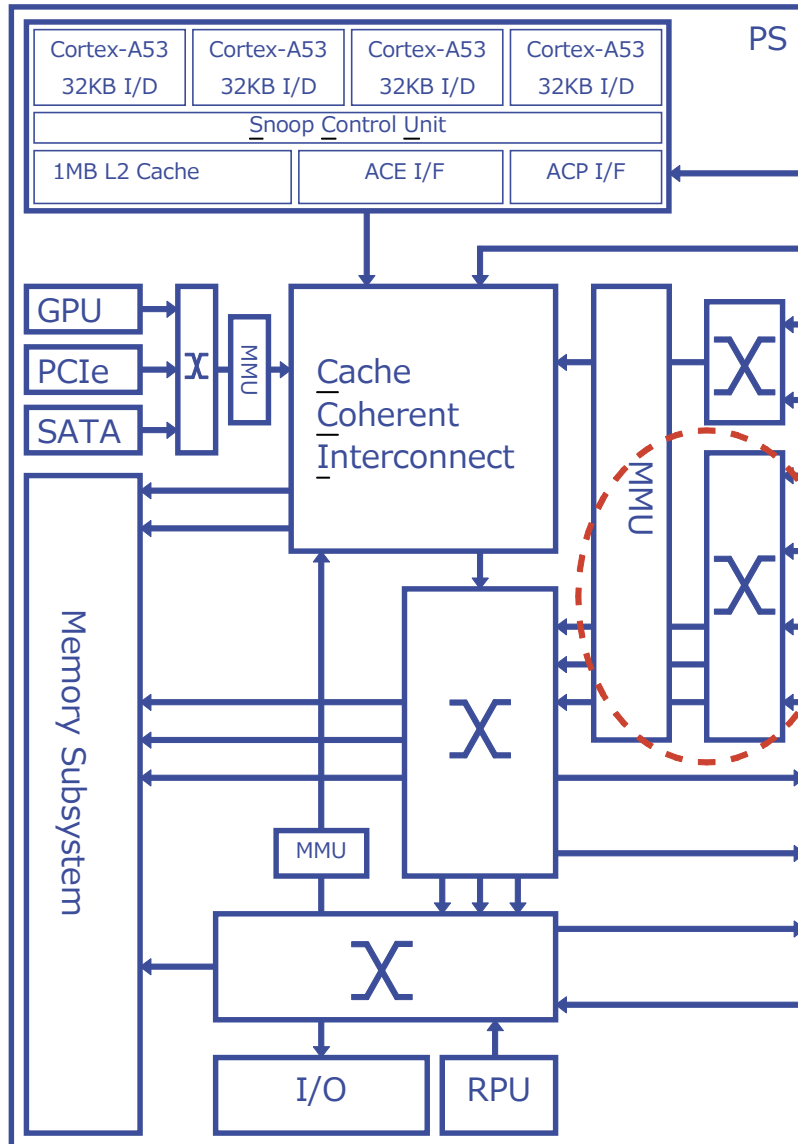 PS
Cortex-A53
32KB I/D
Cortex-A53
32KB I/D
Cortex-A53
32KB I/D
Cortex-A53
32KB I/D
Snoop Control Unit
1MB L2 Cache
ACE I/F
ACP I/F
GPU
PCIe
SATA
MMU
Cache
Coherent
Interconnect
MMU
Memory Subsystem
MMU
I/O
RPU